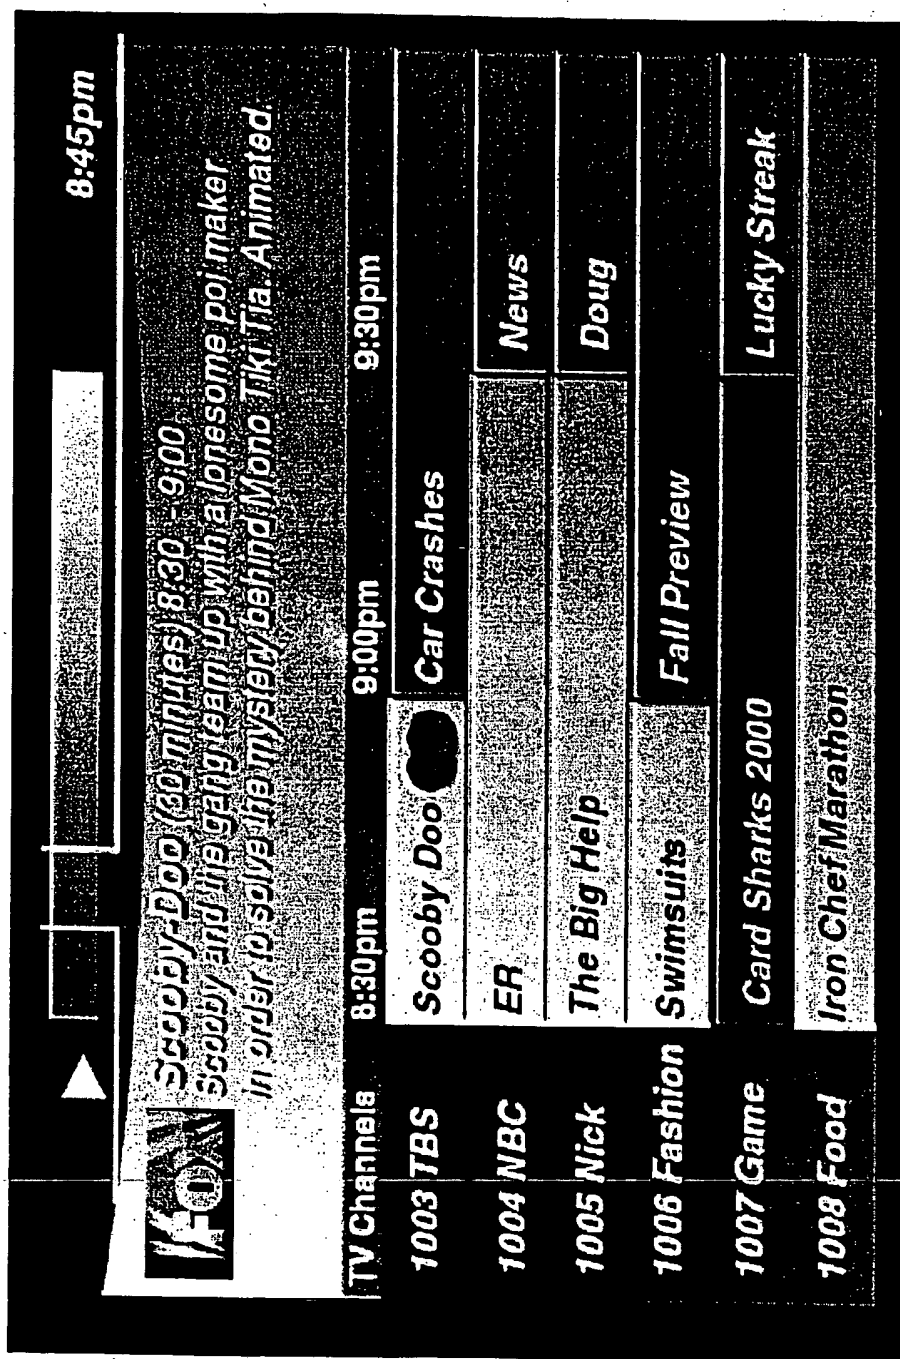 8:45pm
FOX
Scooby-Doo (30 minutes) 8:30 - 9:00
Scooby and the gang team up with a lonesome poi maker
in order to solve the mystery behind Mono Tiki Tia. Animated.
TV Channels 8:30pm 9:00pm 9:30pm
1003 TBS Scooby Doo Car Crashes
1004 NBC ER News
1005 Nick The Big Help Doug
1006 Fashion Swimsuits Fall Preview
1007 Game Card Sharks 2000 Lucky Streak
1008 Food Iron Chef Marathon